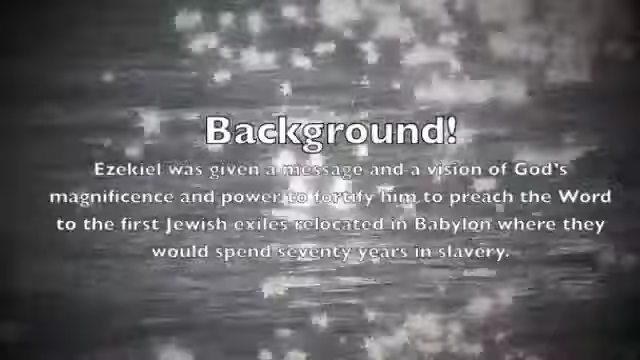 Background!
Ezekiel was given a message and a vision of God's
magnificence and power to fortify him to preach the Word
to the first Jewish exiles relocated in Babylon where they
would spend seventy years in slavery.